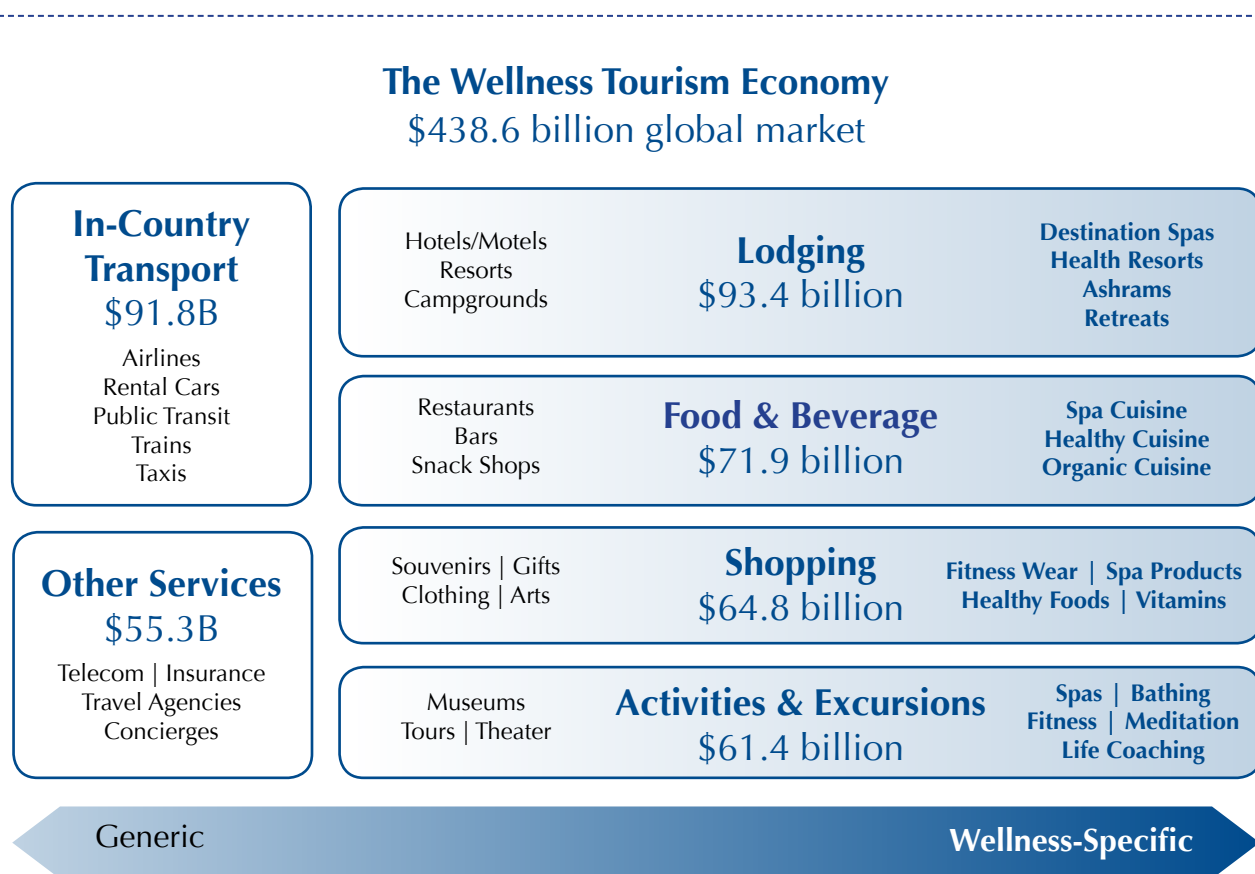 The Wellness Tourism Economy
$438.6 billion global market
In-Country
Transport
$91.8B
Airlines
Rental Cars
Public Transit
Trains
Taxis
Other Services
$55.3B
Telecom | Insurance
Travel Agencies
Concierges
Hotels/Motels
Resorts
Campgrounds
Lodging
$93.4 billion
Destination Spas
Health Resorts
Ashrams
Retreats
Restaurants
Bars
Snack Shops
Food & Beverage
$71.9 billion
Spa Cuisine
Healthy Cuisine
Organic Cuisine
Souvenirs | Gifts
Clothing | Arts
Shopping
$64.8 billion
Fitness Wear | Spa Products
Healthy Foods | Vitamins
Museums
Tours | Theater
Activities & Excursions
$61.4 billion
Spas | Bathing
Fitness | Meditation
Life Coaching
Generic
Wellness-Specific